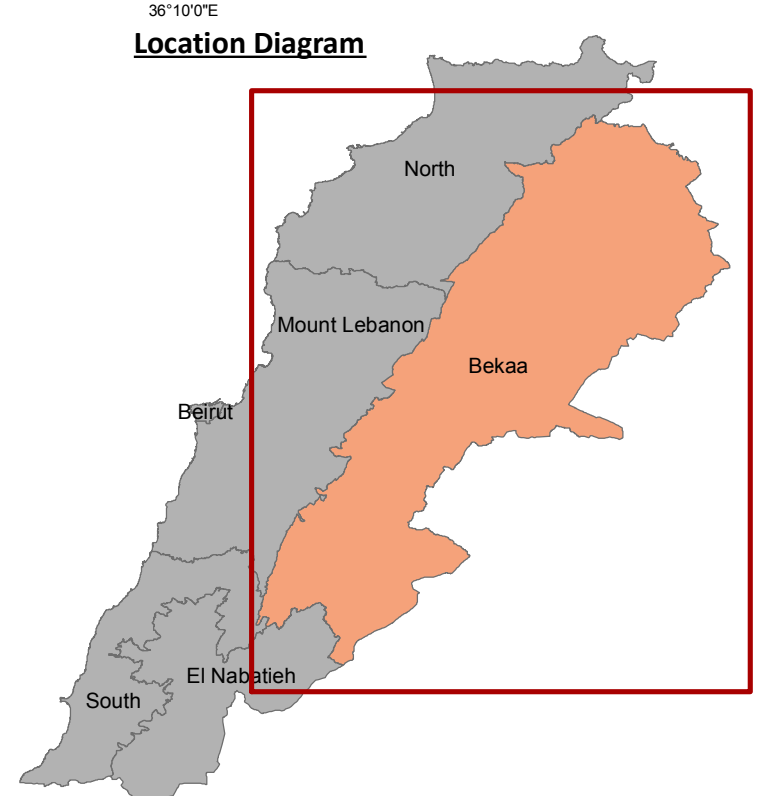 36°10'0"E
Location Diagram
North
Mount Lebanon
Bekaa
Beirut
El Nabatieh
South